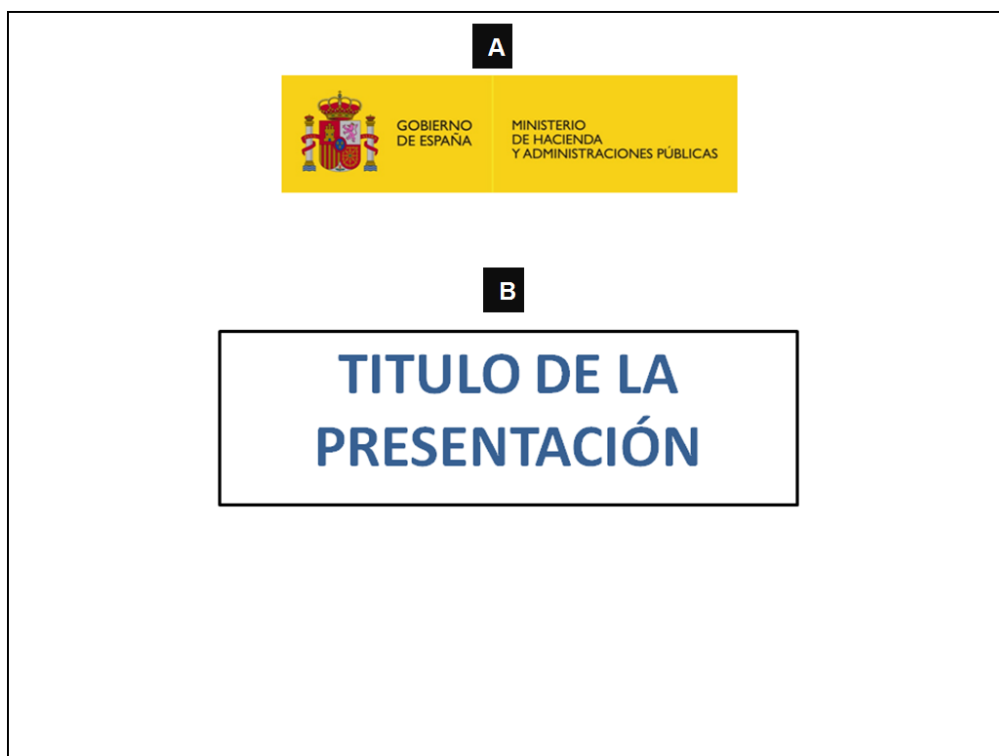 A
GOBIERNO
DE ESPAÑA
MINISTERIO
DE HACIENDA
Y ADMINISTRACIONES PÚBLICAS
B
TITULO DE LA
PRESENTACIÓN